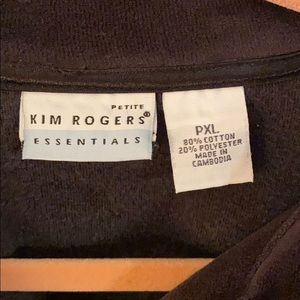 PETITE
KIM ROGERS®
ESSENTIALS
PXL
80% COTTON
20% POLYESTER
MADE IN
CAMBODIA